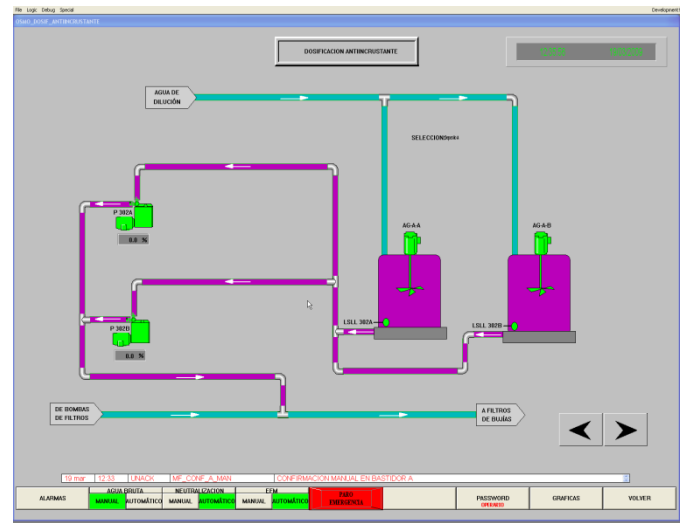 File Logic Debug Special
Development
OSMO_DOSIF_ANTIINCRUSTANTE
DOSIFICACION ANTIINCRUSTANTE
AGUA DE
DILUCIÓN
P 302A
0.0 %
AG-A-A
AG-A-B
P 302B
0.0 %
LSLL 302A
LSLL 302B
DE BOMBAS
DE FILTROS
A FILTROS
DE BUJÍAS
19 mar 12:33 UNACK MF_CONF_A_MAN CONFIRMACION MANUAL EN BASTIDOR A
ALARMAS
AGUA BRUTA
MANUAL AUTOMÁTICO
NEUTRALIZACION
MANUAL AUTOMÁTICO
EFM
MANUAL AUTOMÁTICO
PARO
EMERGENCIA
PASSWORD
GRAFICAS
VOLVER